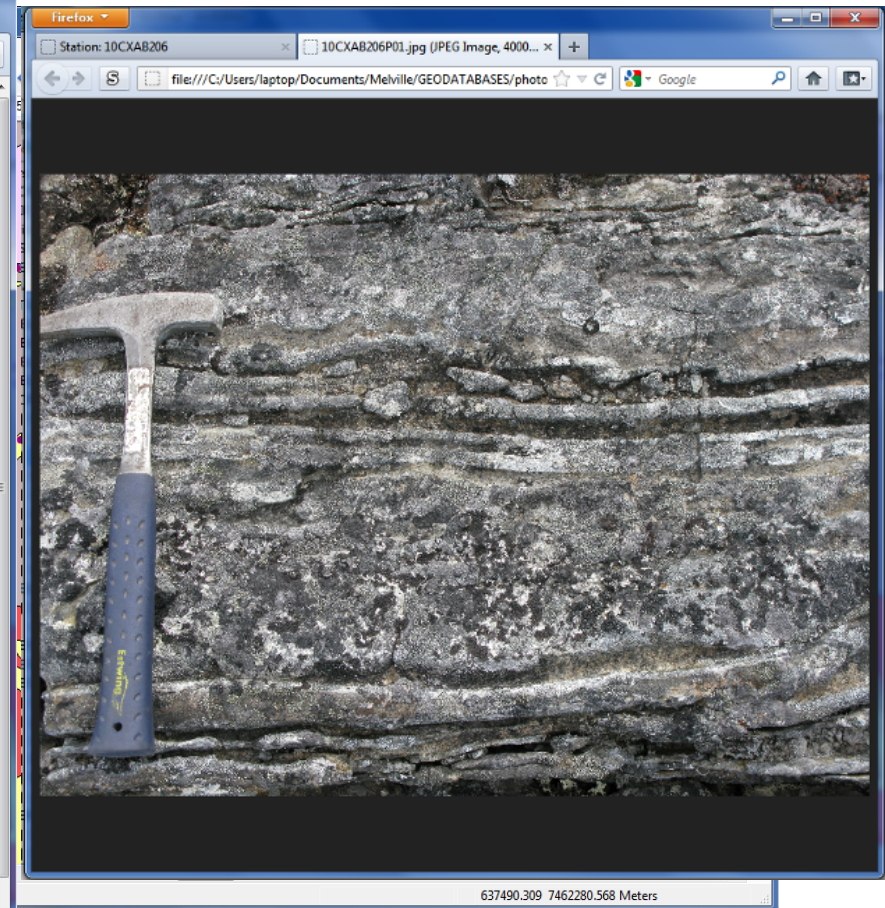 Firefox
Station: 10CXAB206
10CXAB206P01.jpg (JPEG Image, 4000...
file:///C:/Users/laptop/Documents/Melville/GEODATABASES/photo
Google
Estwing
637490.309 7462280.568 Meters